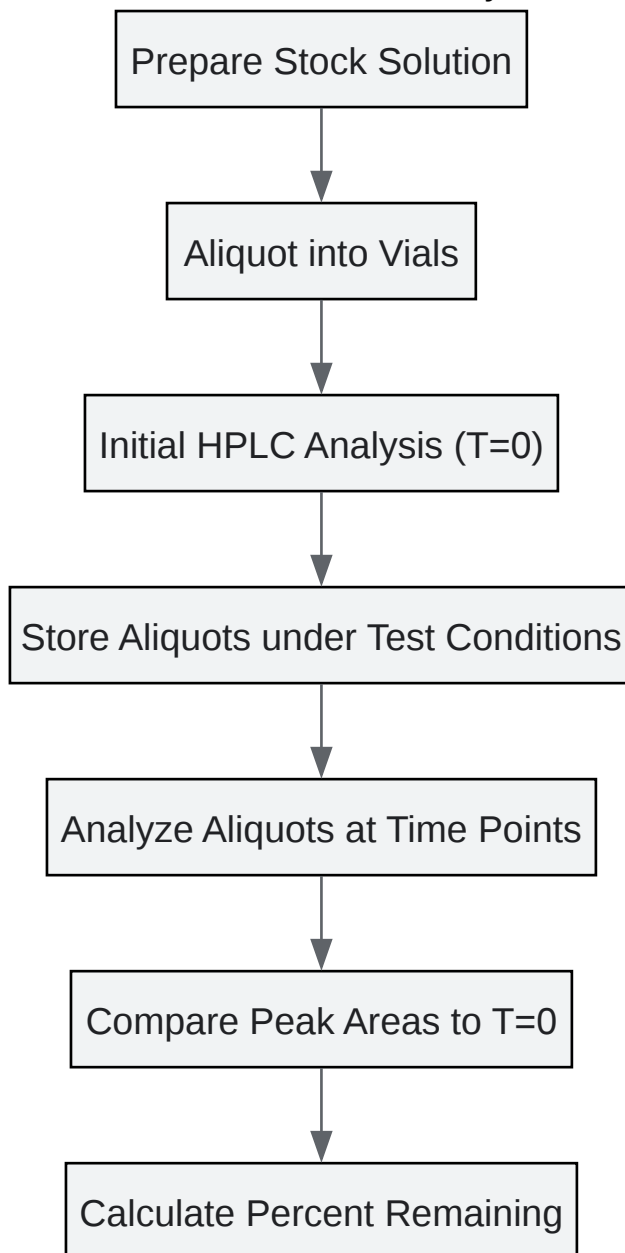 Prepare Stock Solution
Aliquot into Vials
Initial HPLC Analysis (T=0)
Store Aliquots under Test Conditions
Analyze Aliquots at Time Points
Compare Peak Areas to T=0
Calculate Percent Remaining